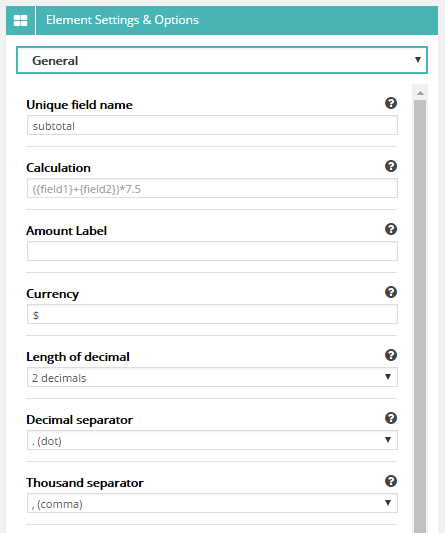 Element Settings & Options
General
Unique field name
subtotal
Calculation
({field1}+{field2})*7.5
Amount Label
Currency
$
Length of decimal
2 decimals
Decimal separator
. (dot)
Thousand separator
, (comma)